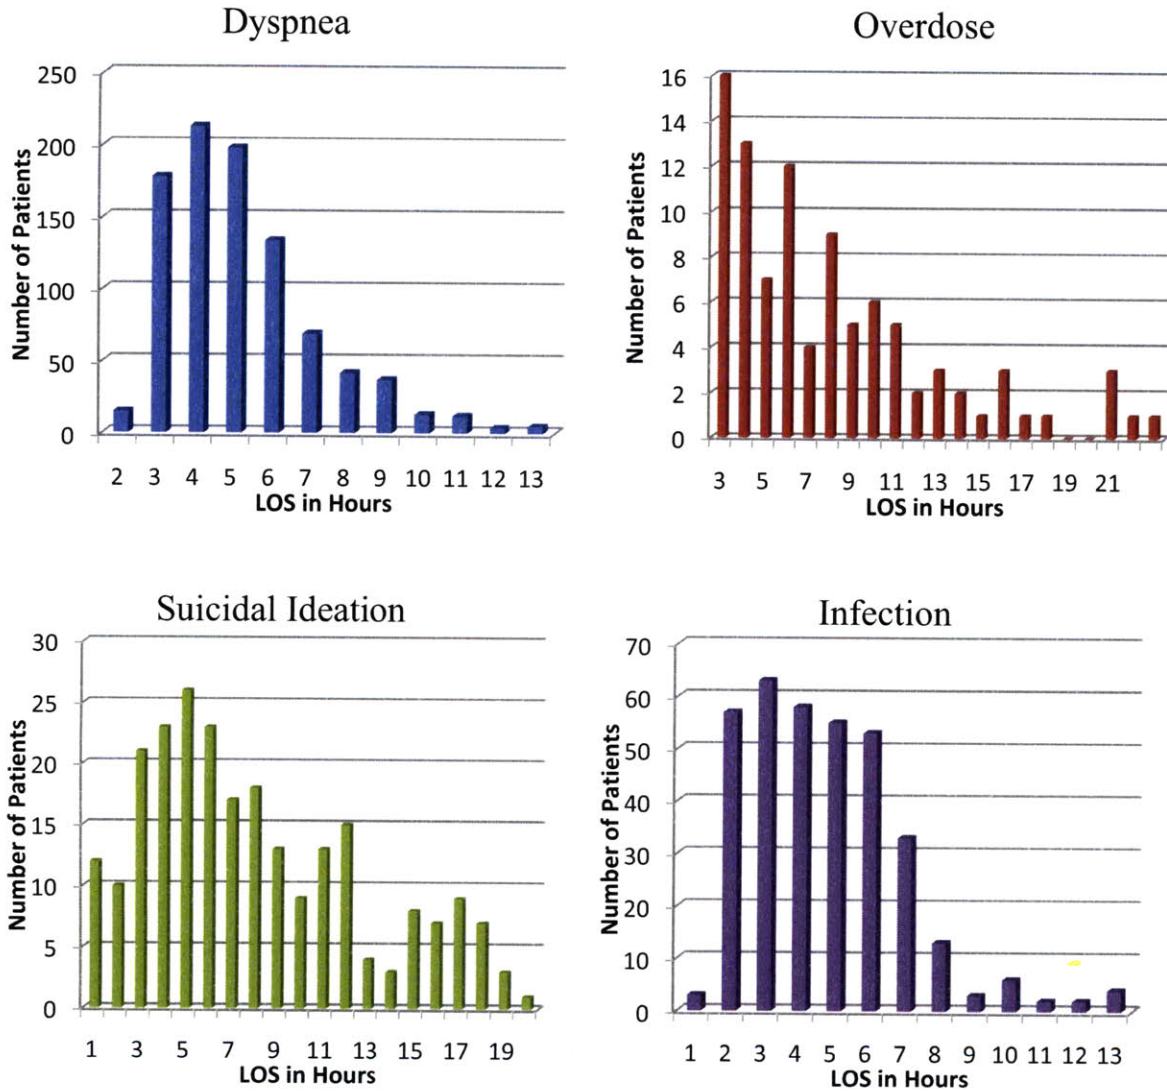 Dyspnea
250
200
150
100
50
0
Number of Patients
2 3 4 5 6 7 8 9 10 11 12 13
LOS in Hours
Overdose
16
14
12
10
8
6
4
2
0
Number of Patients
3 5 7 9 11 13 15 17 19 21
LOS in Hours
Suicidal Ideation
30
25
20
15
10
5
0
Number of Patients
1 3 5 7 9 11 13 15 17 19
LOS in Hours
Infection
70
60
50
40
30
20
10
0
Number of Patients
1 2 3 4 5 6 7 8 9 10 11 12 13
LOS in Hours